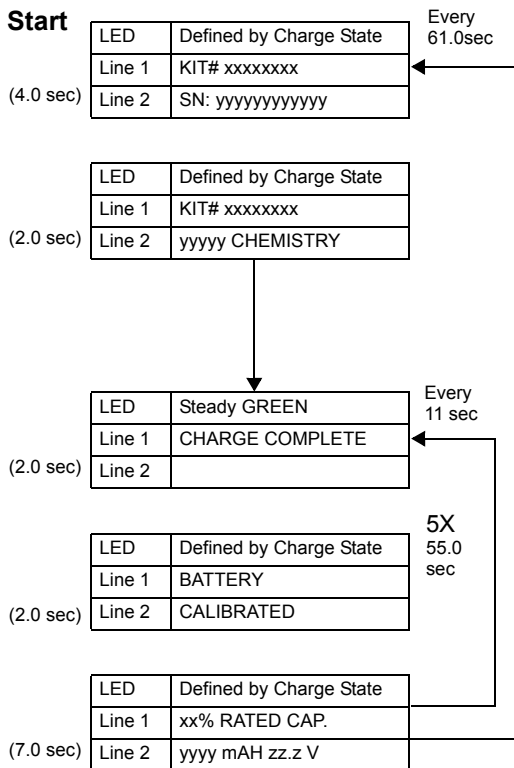 Start
Every
61.0sec
LED Defined by Charge State
Line 1 KIT# xxxxxxxx
(4.0 sec) Line 2 SN: yyyyyyyyyyyy
LED Defined by Charge State
Line 1 KIT# xxxxxxxx
(2.0 sec) Line 2 yyyyy CHEMISTRY
Every
11 sec
LED Steady GREEN
Line 1 CHARGE COMPLETE
(2.0 sec) Line 2
5X
55.0
sec
LED Defined by Charge State
Line 1 BATTERY
(2.0 sec) Line 2 CALIBRATED
LED Defined by Charge State
Line 1 xx% RATED CAP.
(7.0 sec) Line 2 yyyy mAH zz.z V